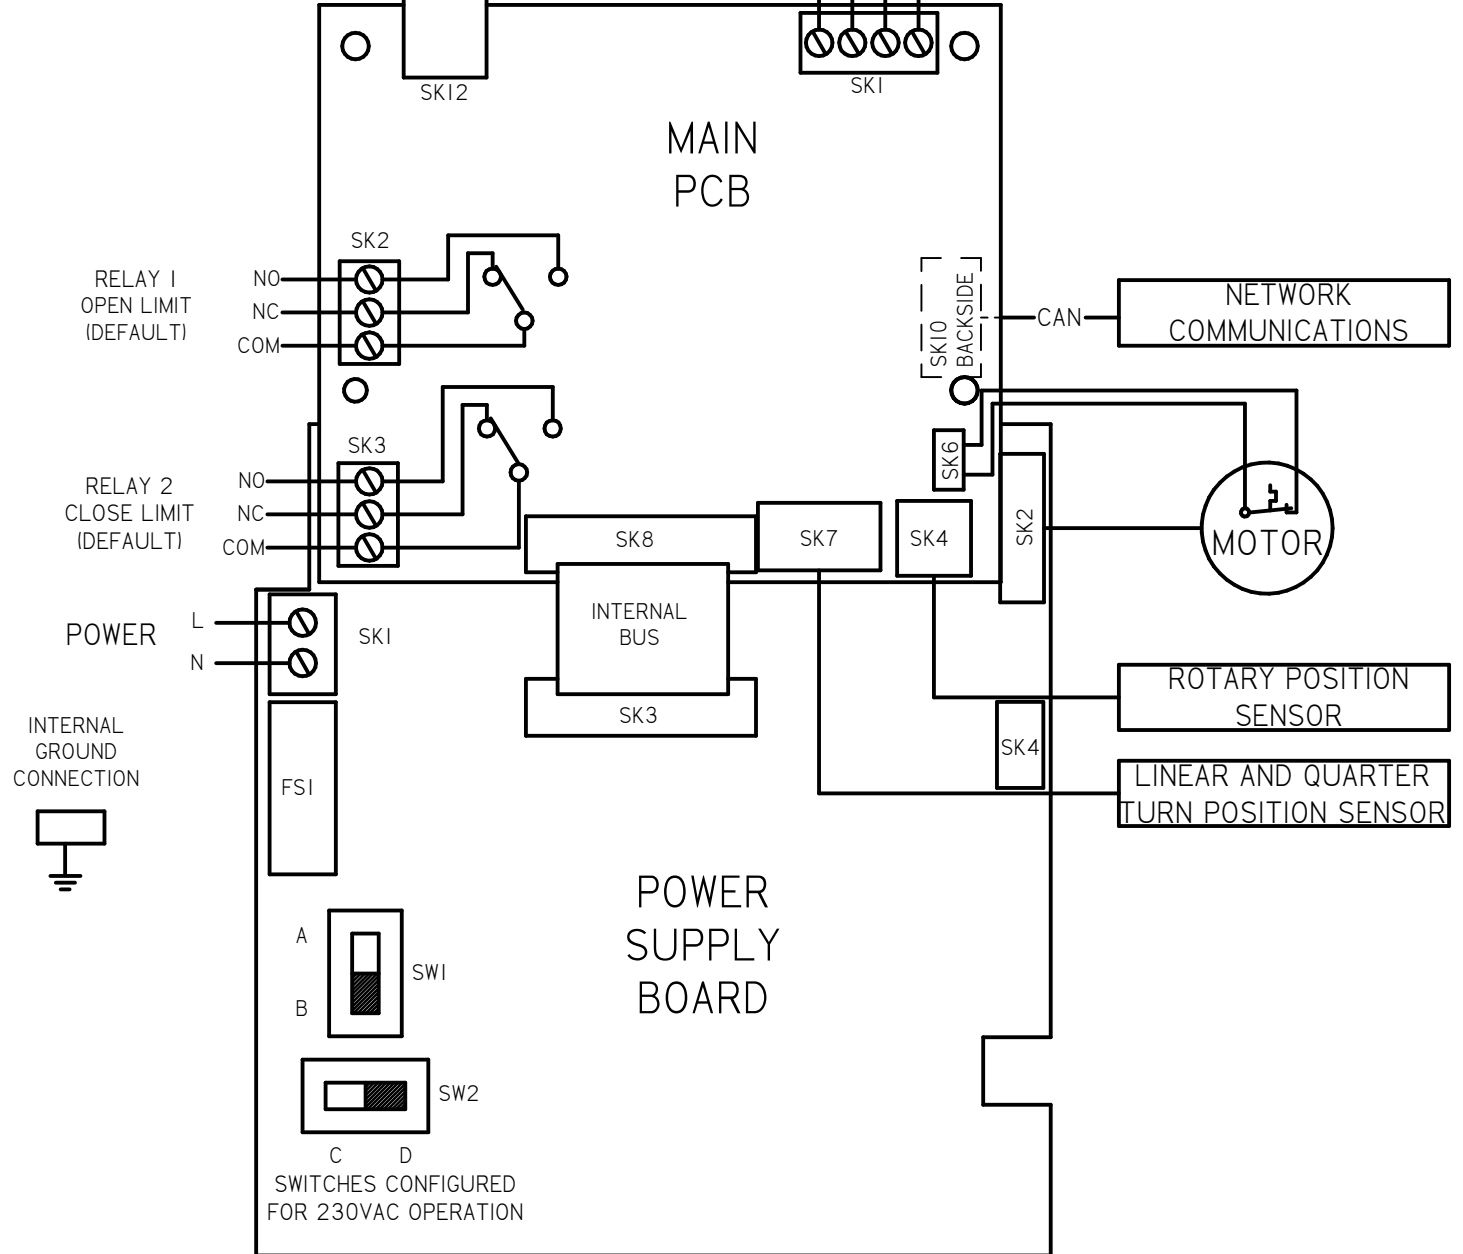 SK12
SK1
MAIN
PCB
SK2
RELAY 1
OPEN LIMIT
(DEFAULT)
NO
NC
COM
SK10
BACKSIDE
CAN
NETWORK
COMMUNICATIONS
SK3
RELAY 2
CLOSE LIMIT
(DEFAULT)
NO
NC
COM
SK6
SK8
SK7
SK4
SK2
MOTOR
POWER
L
N
SK1
INTERNAL
BUS
SK3
ROTARY POSITION
SENSOR
SK4
LINEAR AND QUARTER
TURN POSITION SENSOR
INTERNAL
GROUND
CONNECTION
FS1
POWER
SUPPLY
BOARD
A
B
SW1
SW2
C D
SWITCHES CONFIGURED
FOR 230VAC OPERATION